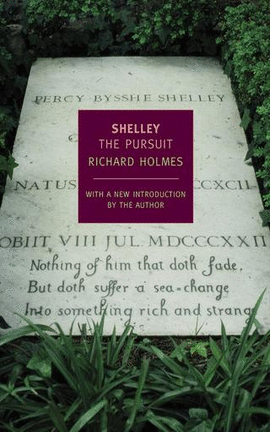 PERCY BYSSHE SHELLEY
SHELLEY
THE PURSUIT
RICHARD HOLMES
WITH A NEW INTRODUCTION
BY THE AUTHOR
NATUS CXCII
OBIIT VIII JUL. MDCCCXXII
Nothing of him that doth fade,
But doth suffer a sea-change
Into something rich and strang